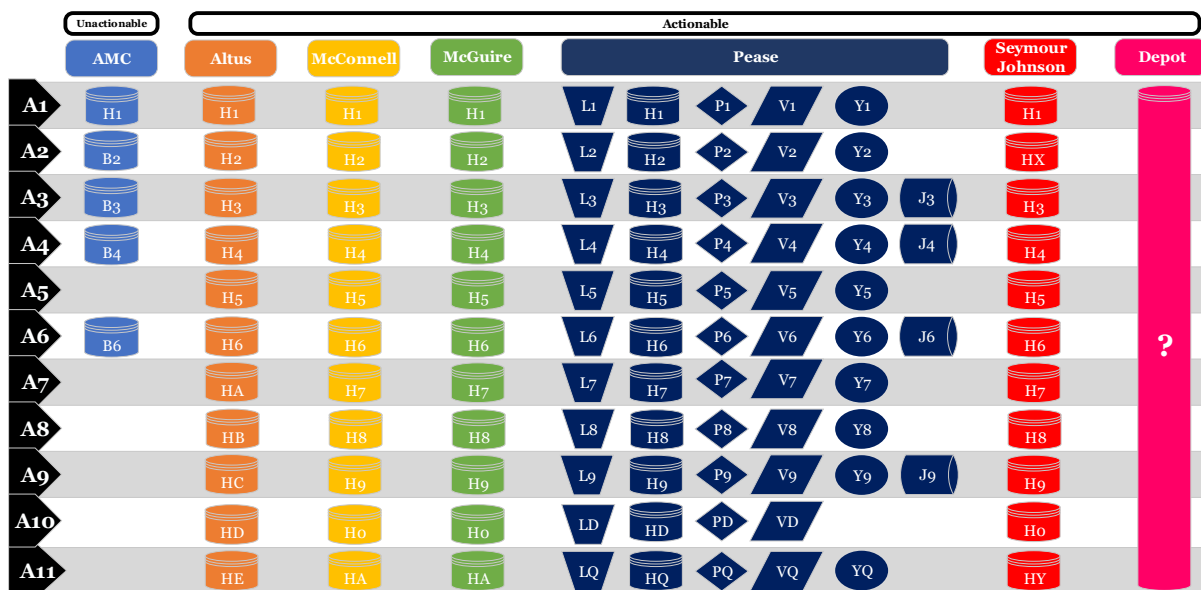 Unactionable Actionable
AMC Altus McConnell McGuire Pease Seymour Johnson Depot
A1 H1 H1 H1 H1 L1 H1 P1 V1 Y1 H1
A2 B2 H2 H2 H2 L2 H2 P2 V2 Y2 HX
A3 B3 H3 H3 H3 L3 H3 P3 V3 Y3 J3 H3
A4 B4 H4 H4 H4 L4 H4 P4 V4 Y4 J4 H4
A5 H5 H5 H5 L5 H5 P5 V5 Y5 H5
A6 B6 H6 H6 H6 L6 H6 P6 V6 Y6 J6 H6 ?
A7 HA H7 H7 L7 H7 P7 V7 Y7 H7
A8 HB H8 H8 L8 H8 P8 V8 Y8 H8
A9 HC H9 H9 L9 H9 P9 V9 Y9 J9 H9
A10 HD H0 H0 LD HD PD VD H0
A11 HE HA HA LQ HQ PQ VQ YQ HY